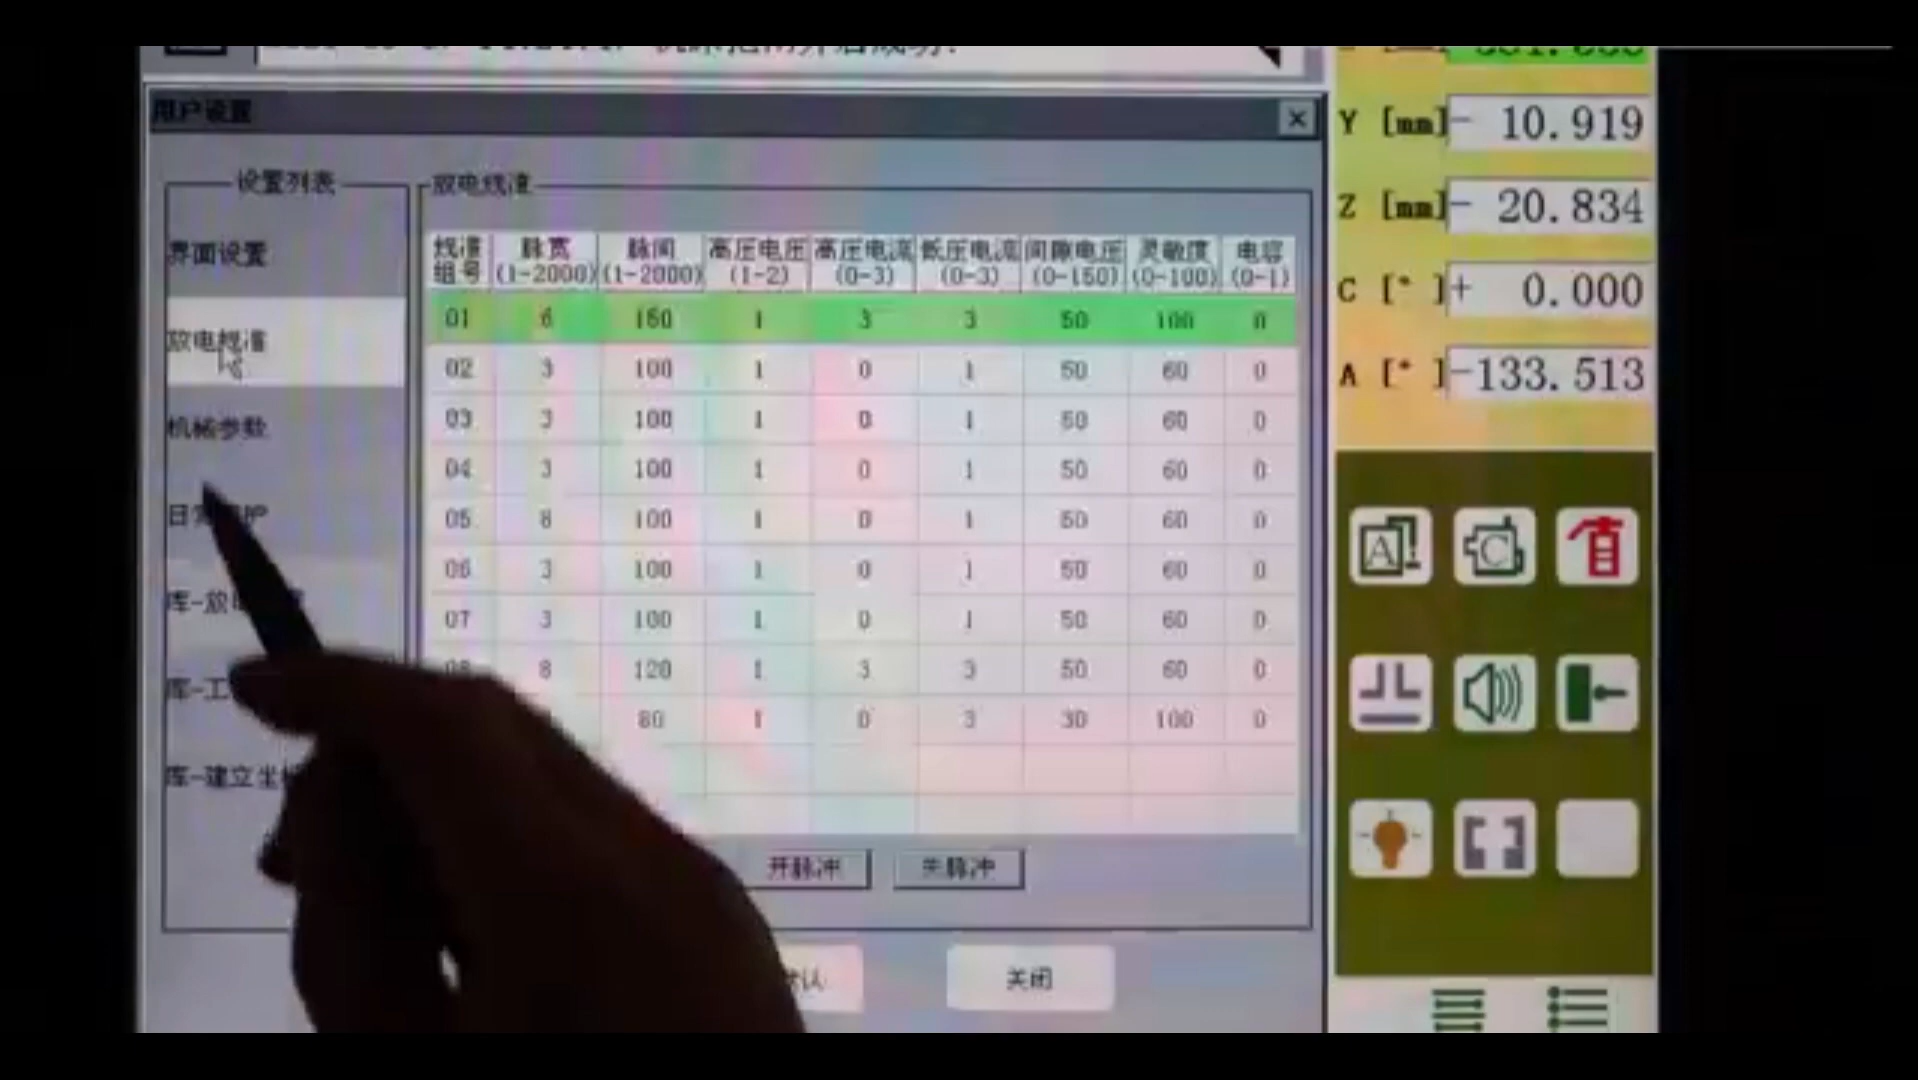 用户设置
×
设置列表
界面设置
放电规准
机械参数
库-建立坐
放电规准
规准组号 脉宽(1-2000) 脉间(1-2000) 高压电压(1-2) 高压电流(0-3) 低压电流(0-3) 间隙电压(0-150) 灵敏度(0-100) 电容(0-1)
01 6 150 1 3 3 50 100 0
02 3 100 1 0 1 50 60 0
03 3 100 1 0 1 50 60 0
04 3 100 1 0 1 50 60 0
05 8 100 1 0 1 50 60 0
06 3 100 1 0 1 50 60 0
07 3 100 1 0 1 50 60 0
08 8 120 1 3 3 50 60 0
80 1 0 3 30 100 0
开脉冲
关脉冲
认
关闭
Y [mm] - 10.919
Z [mm] - 20.834
C [° ] + 0.000
A [° ] -133.513
A
C